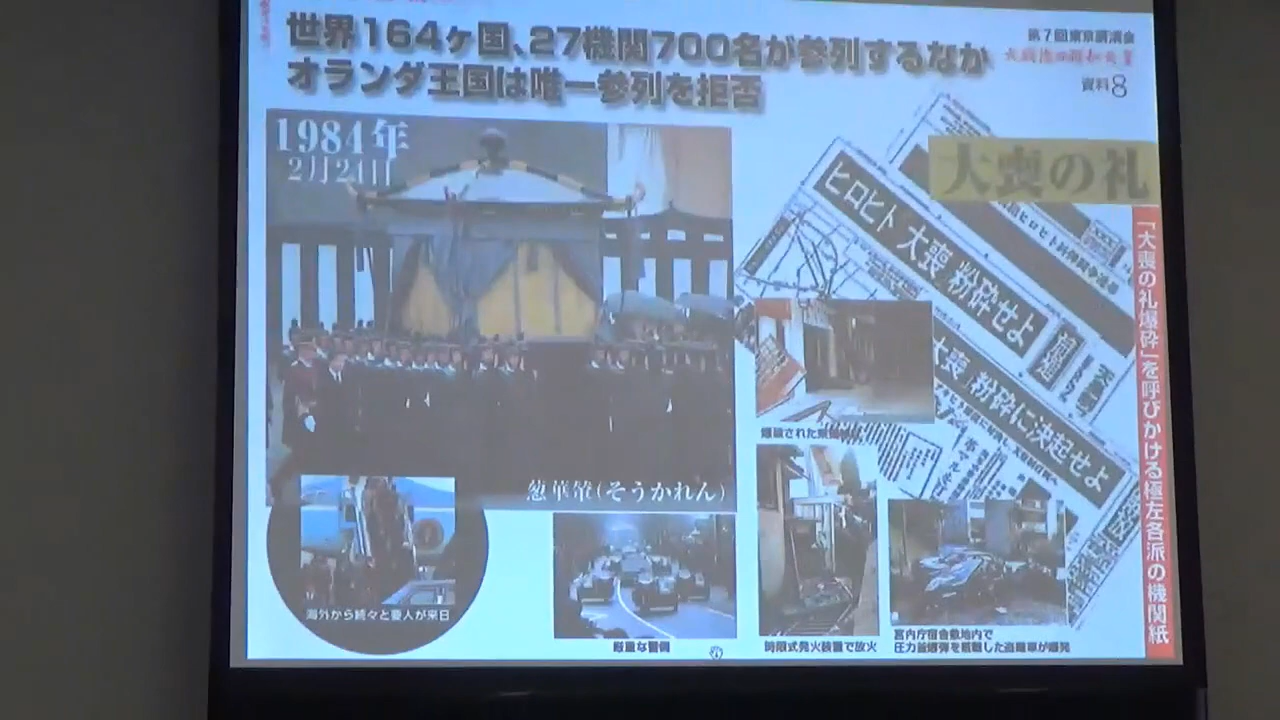 世界164ヶ国、27機関700名が参列するなか
オランダ王国は唯一参列を拒否
第7回東京講演会
資料8
1984年
2月24日
大喪の礼
ヒロヒト 大喪 粉砕せよ
大喪 粉砕に決起せよ
「大喪の礼爆砕」を呼びかける極左各派の機関紙
葱華輦(そうかれん)
海外から続々と要人が来日
厳重な警備
爆破された
時限式発火装置で放火
宮内庁宿舎敷地内で
圧力釜爆弾を搭載した盗難車が爆発